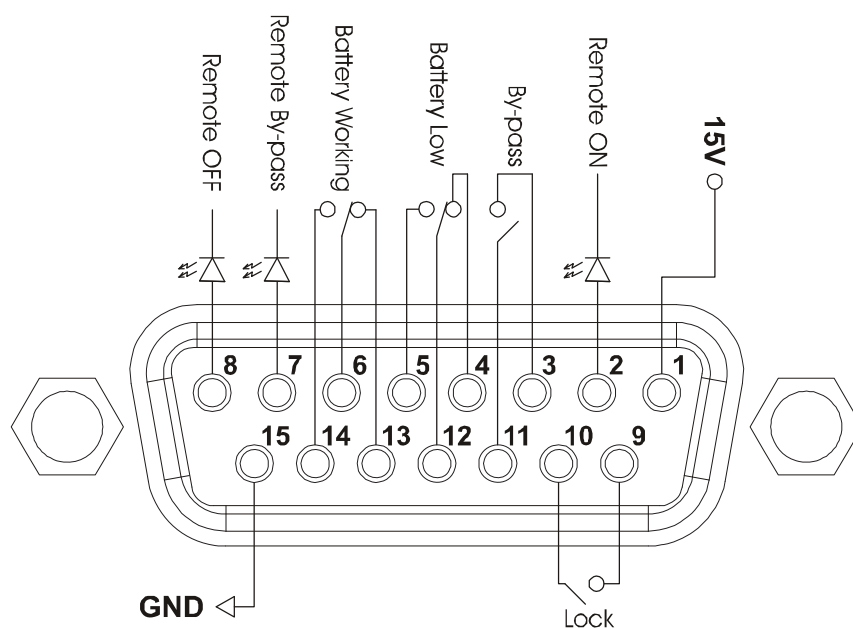 Remote OFF
Remote By-pass
Battery Working
Battery Low
By-pass
Remote ON
15V
8 7 6 5 4 3 2 1
15 14 13 12 11 10 9
GND
Lock